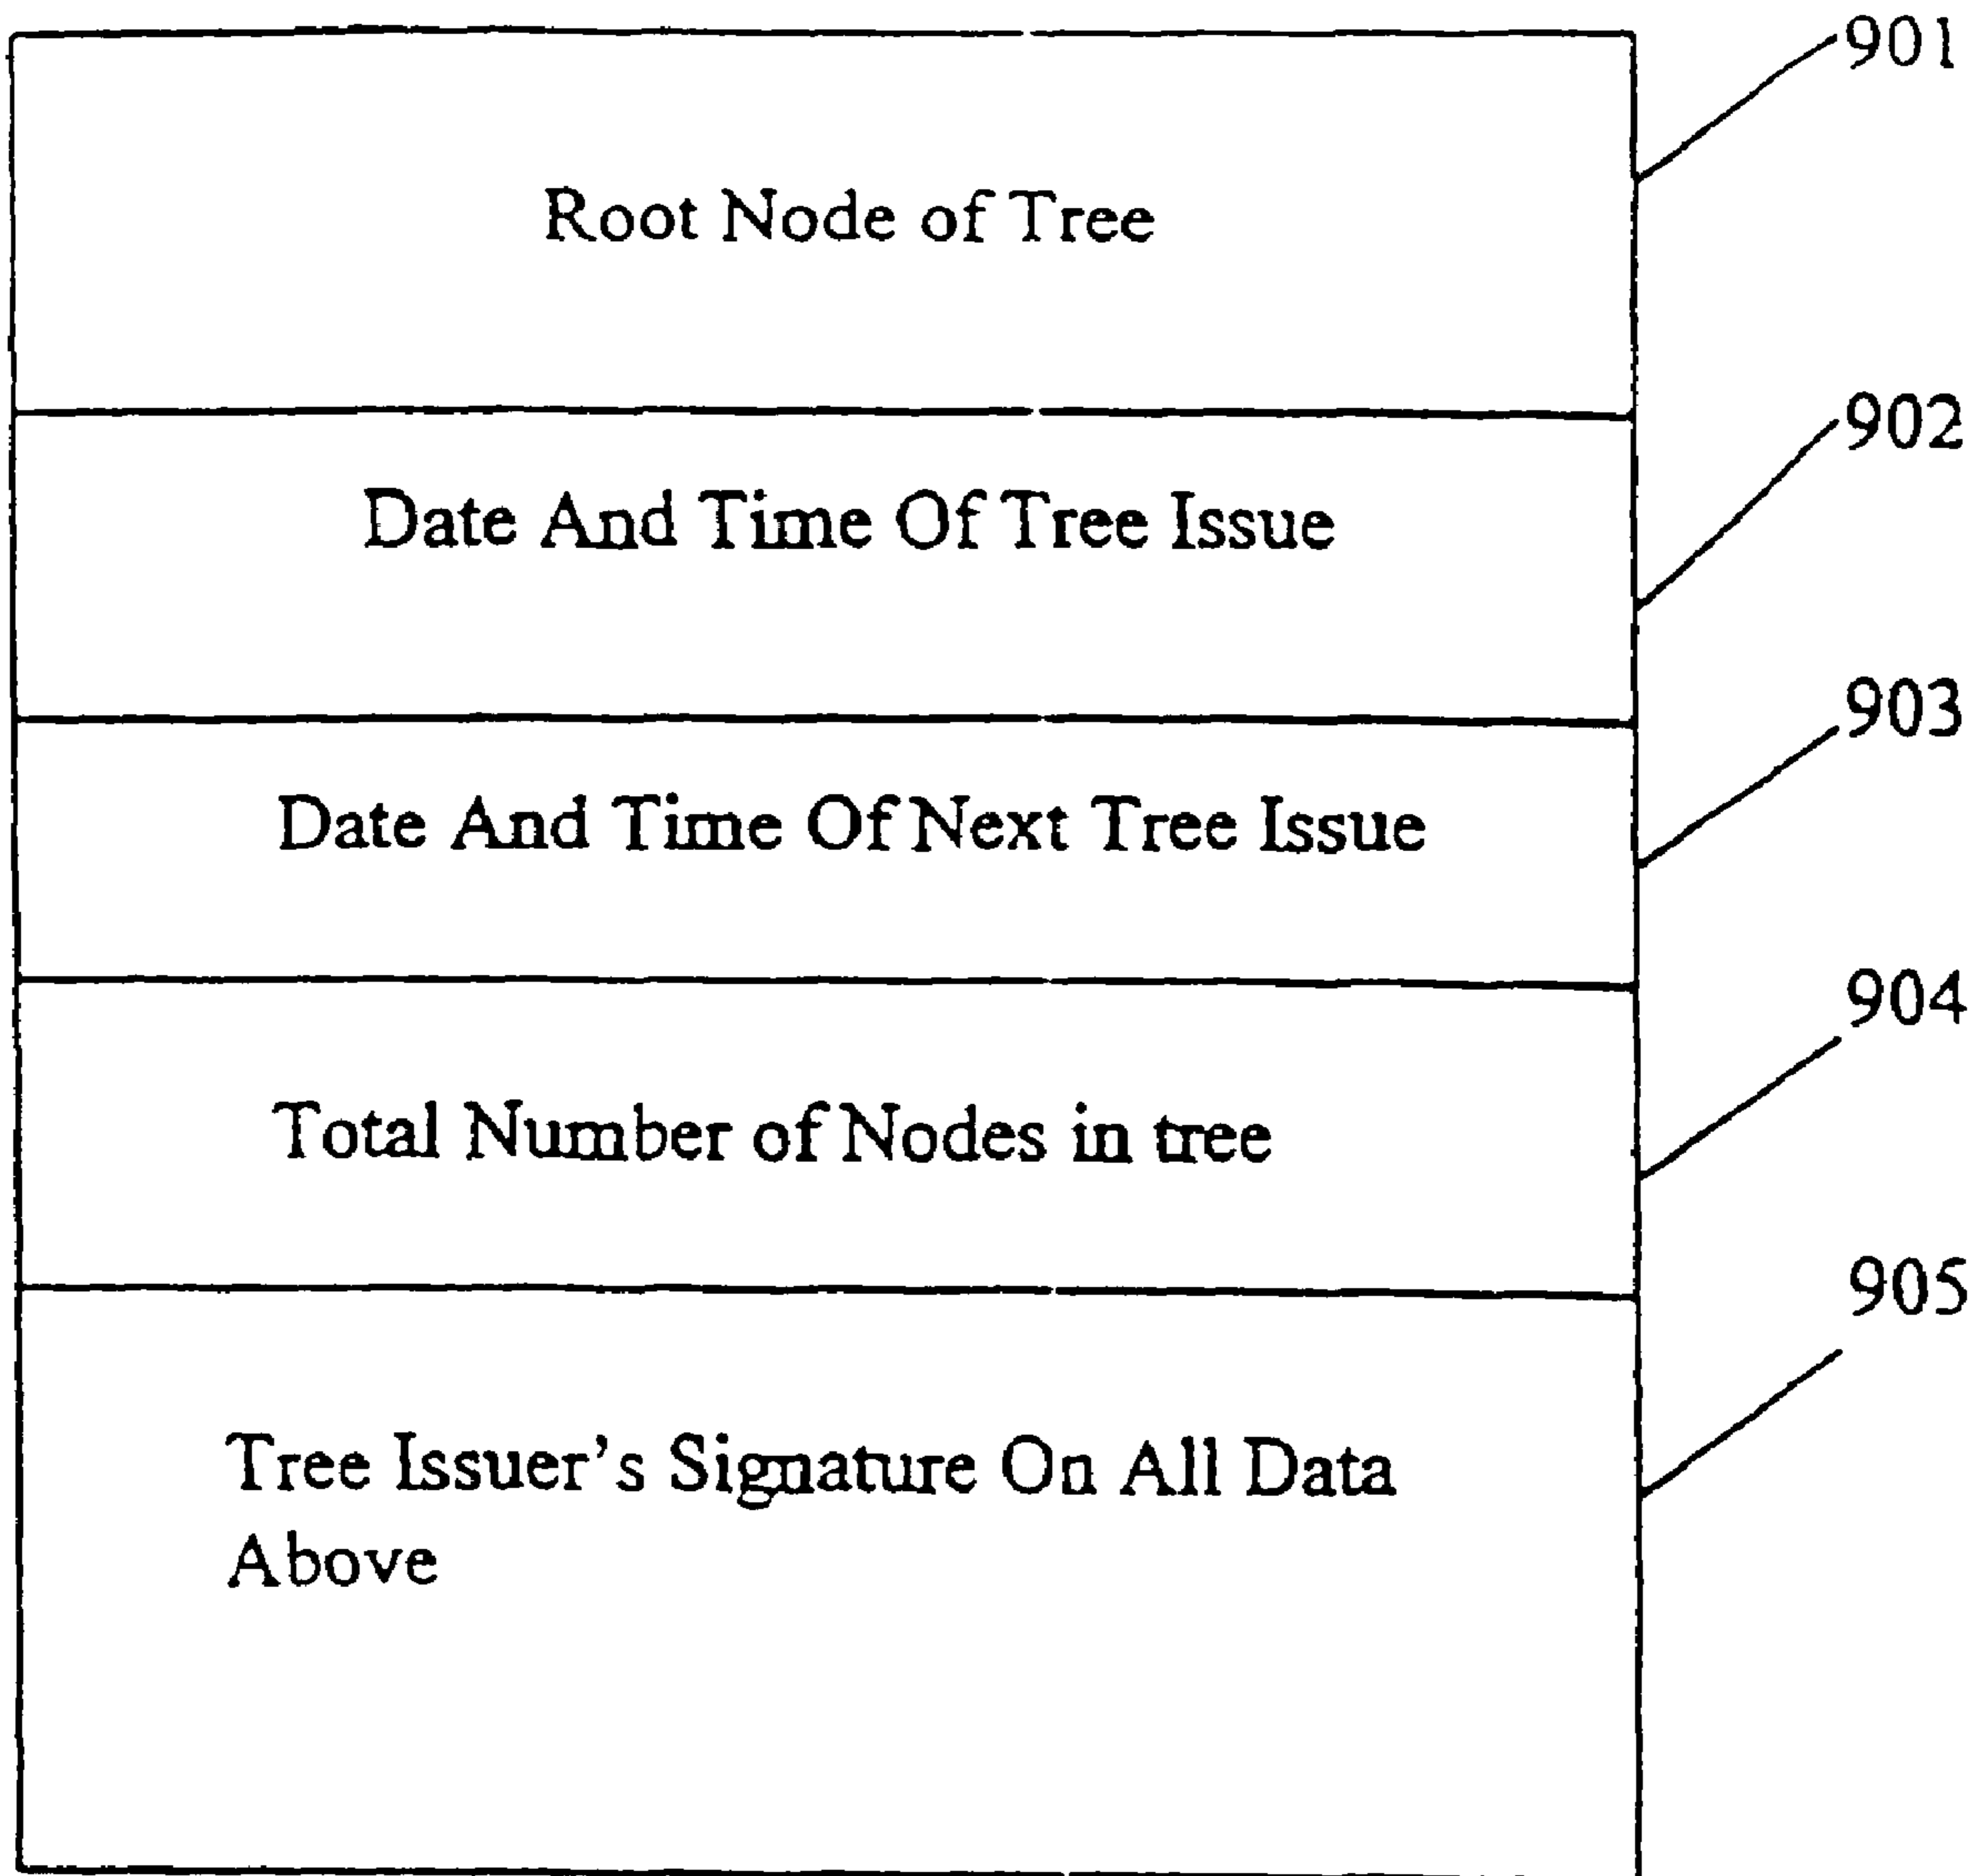 901
Root Node of Tree
902
Date And Time Of Tree Issue
903
Date And Time Of Next Tree Issue
904
Total Number of Nodes in tree
905
Tree Issuer's Signature On All Data
Above